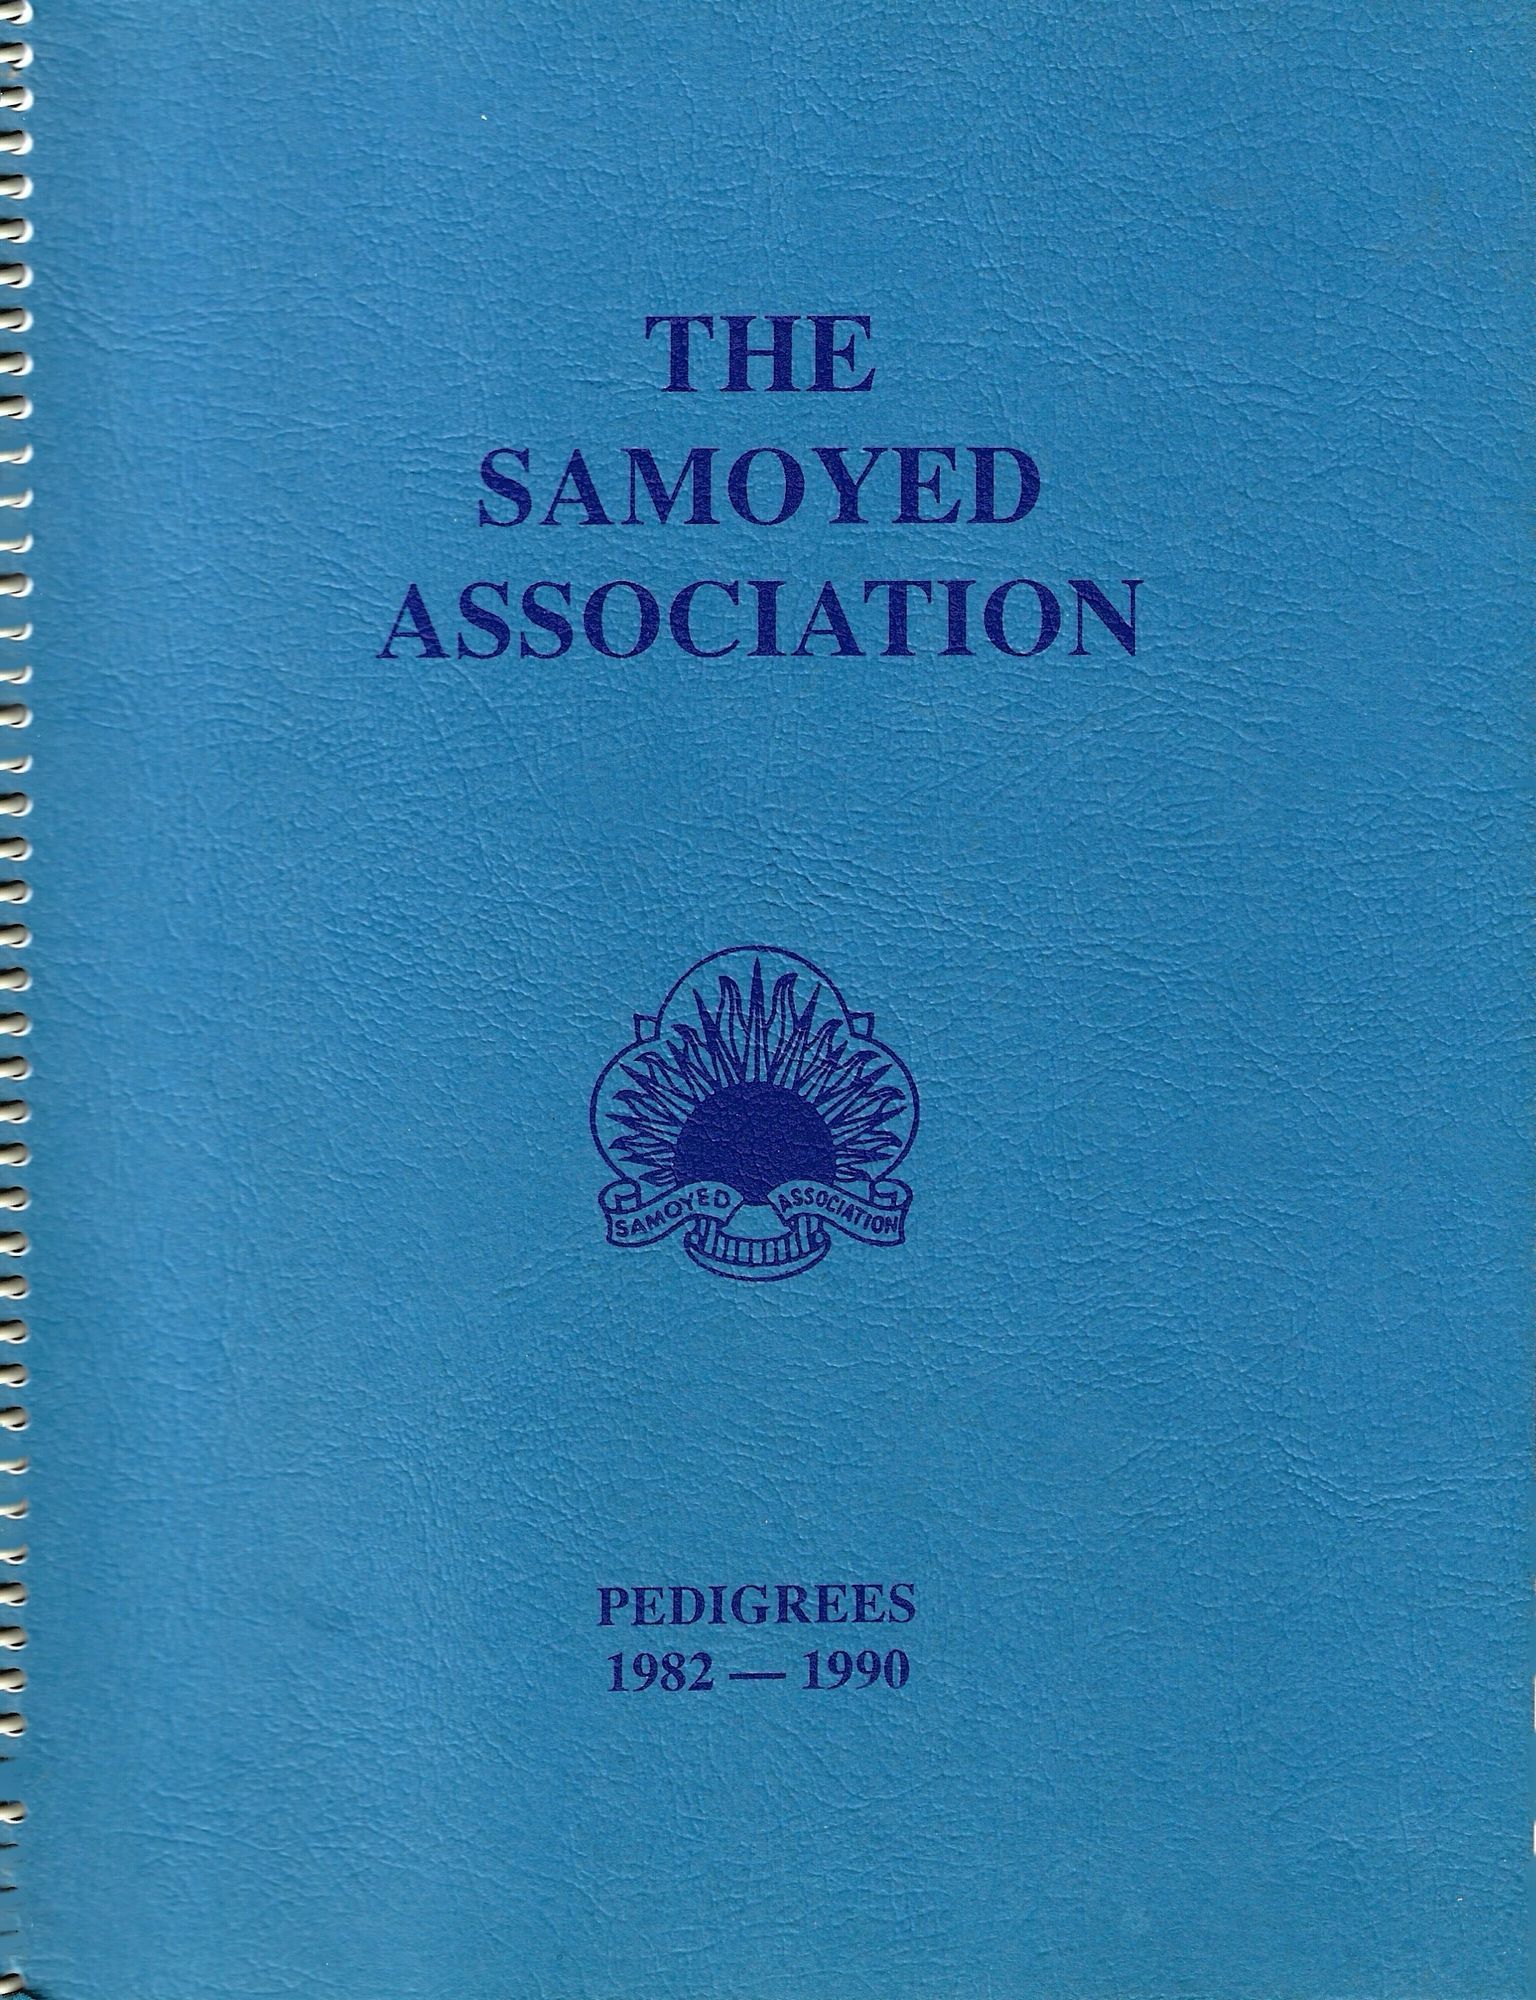 THE
SAMOYED
ASSOCIATION
SAMOYED ASSOCIATION
PEDIGREES
1982 — 1990